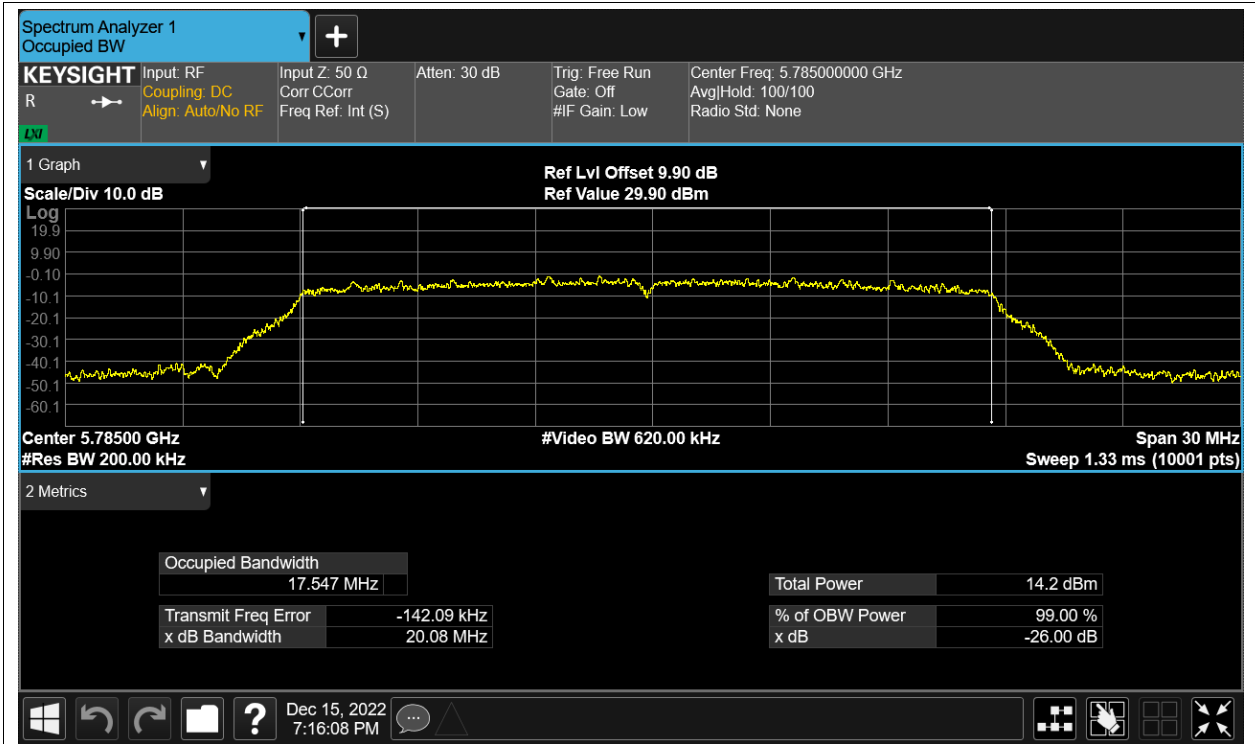 Spectrum Analyzer 1
Occupied BW
KEYSIGHT
R
LXI
Input: RF
Coupling: DC
Align: Auto/No RF
Input Z: 50 Ω
Corr CCorr
Freq Ref: Int (S)
Atten: 30 dB
Trig: Free Run
Gate: Off
#IF Gain: Low
Center Freq: 5.785000000 GHz
Avg|Hold: 100/100
Radio Std: None
1 Graph
Scale/Div 10.0 dB
Ref Lvl Offset 9.90 dB
Ref Value 29.90 dBm
Log
19.9
9.90
-0.10
-10.1
-20.1
-30.1
-40.1
-50.1
-60.1
Center 5.78500 GHz
#Video BW 620.00 kHz
Span 30 MHz
#Res BW 200.00 kHz
Sweep 1.33 ms (10001 pts)
2 Metrics
Occupied Bandwidth
17.547 MHz
Total Power 14.2 dBm
Transmit Freq Error -142.09 kHz
% of OBW Power 99.00 %
x dB Bandwidth 20.08 MHz
x dB -26.00 dB
?
Dec 15, 2022
7:16:08 PM